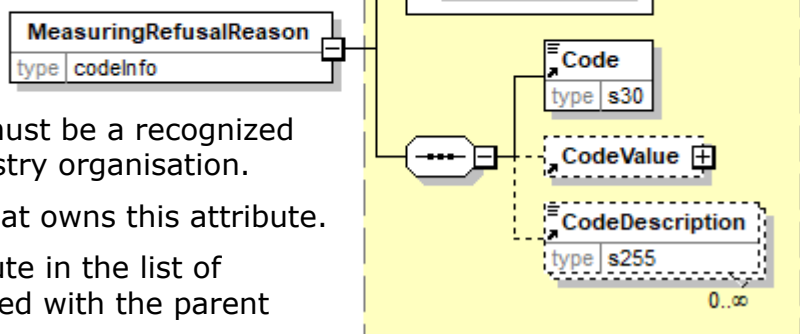 MeasuringRefusalReason
type codeInfo
Code
type s30
must be a recognized
stry organisation.
CodeValue
at owns this attribute.
CodeDescription
type s255
ute in the list of
ed with the parent
0..∞